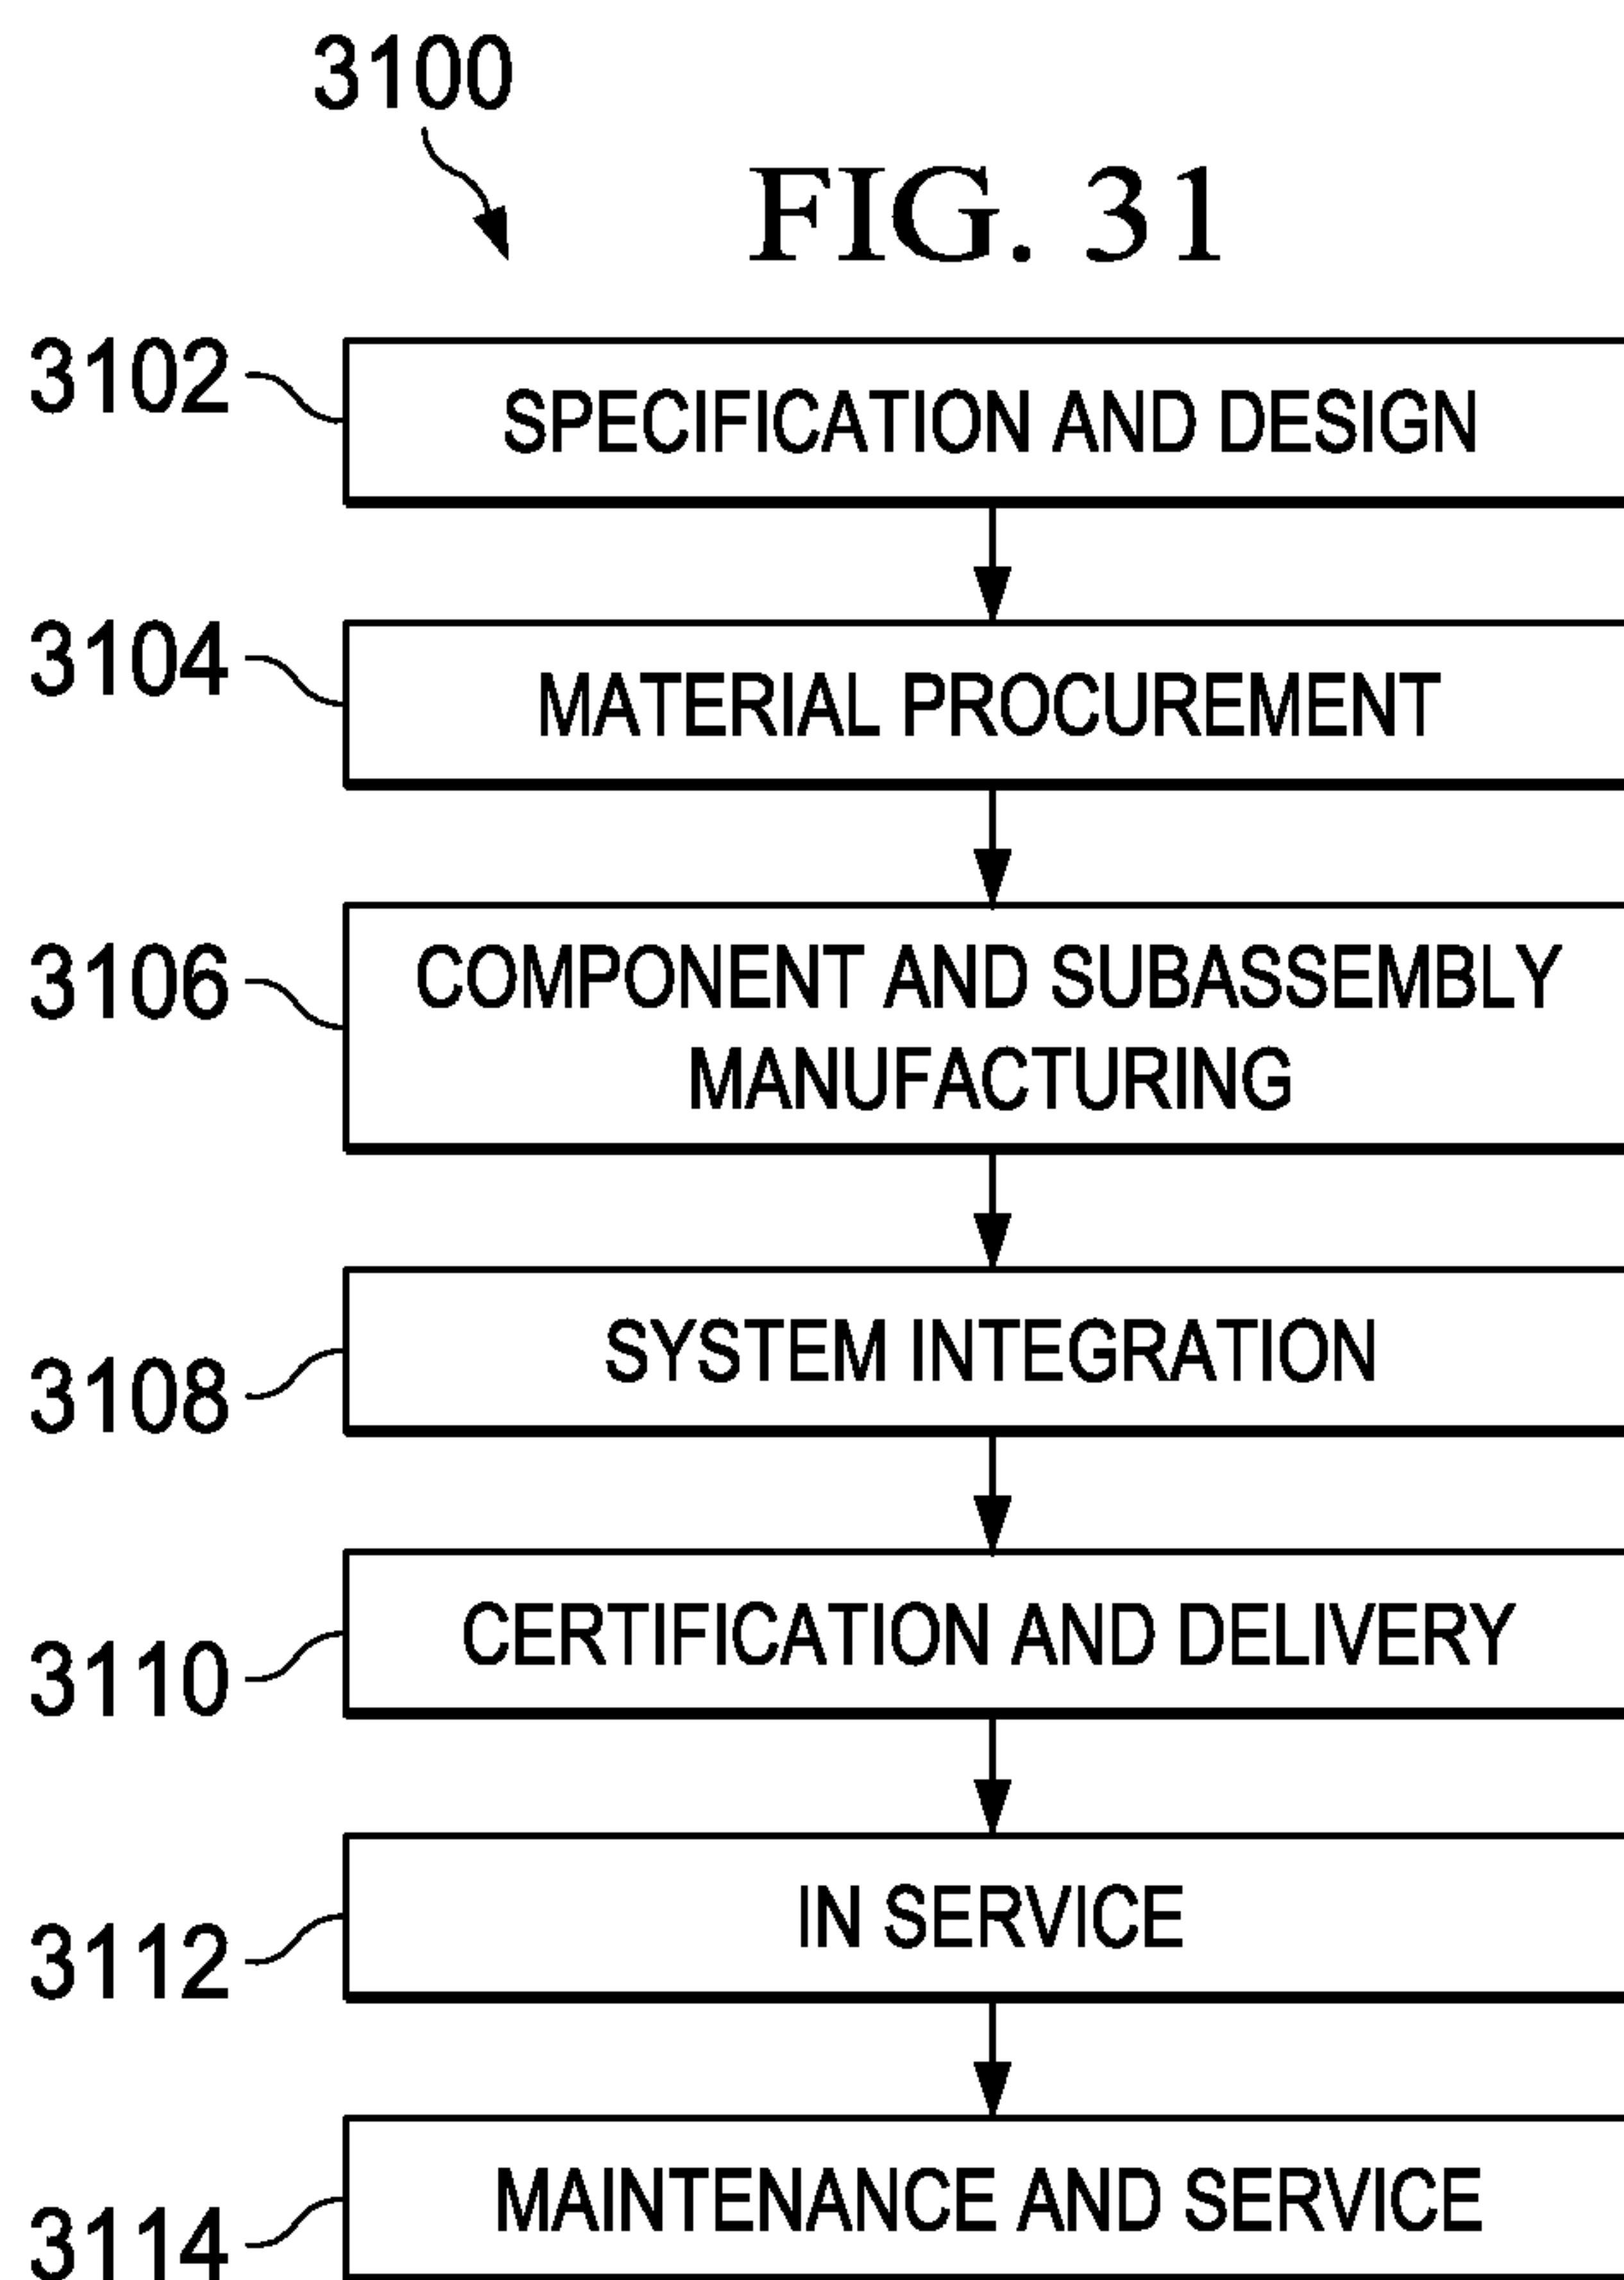 3100
FIG. 31
3102
SPECIFICATION AND DESIGN
3104
MATERIAL PROCUREMENT
3106
COMPONENT AND SUBASSEMBLY
MANUFACTURING
3108
SYSTEM INTEGRATION
3110
CERTIFICATION AND DELIVERY
3112
IN SERVICE
3114
MAINTENANCE AND SERVICE